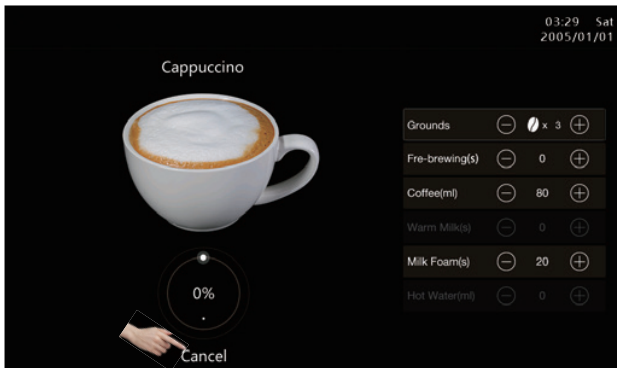 03:29 Sat
2005/01/01
Cappuccino
Grounds x 3
Fre-brewing(s) 0
Coffee(ml) 80
Warm Milk(s) 0
Milk Foam(s) 20
Hot Water(ml) 0
0%
Cancel